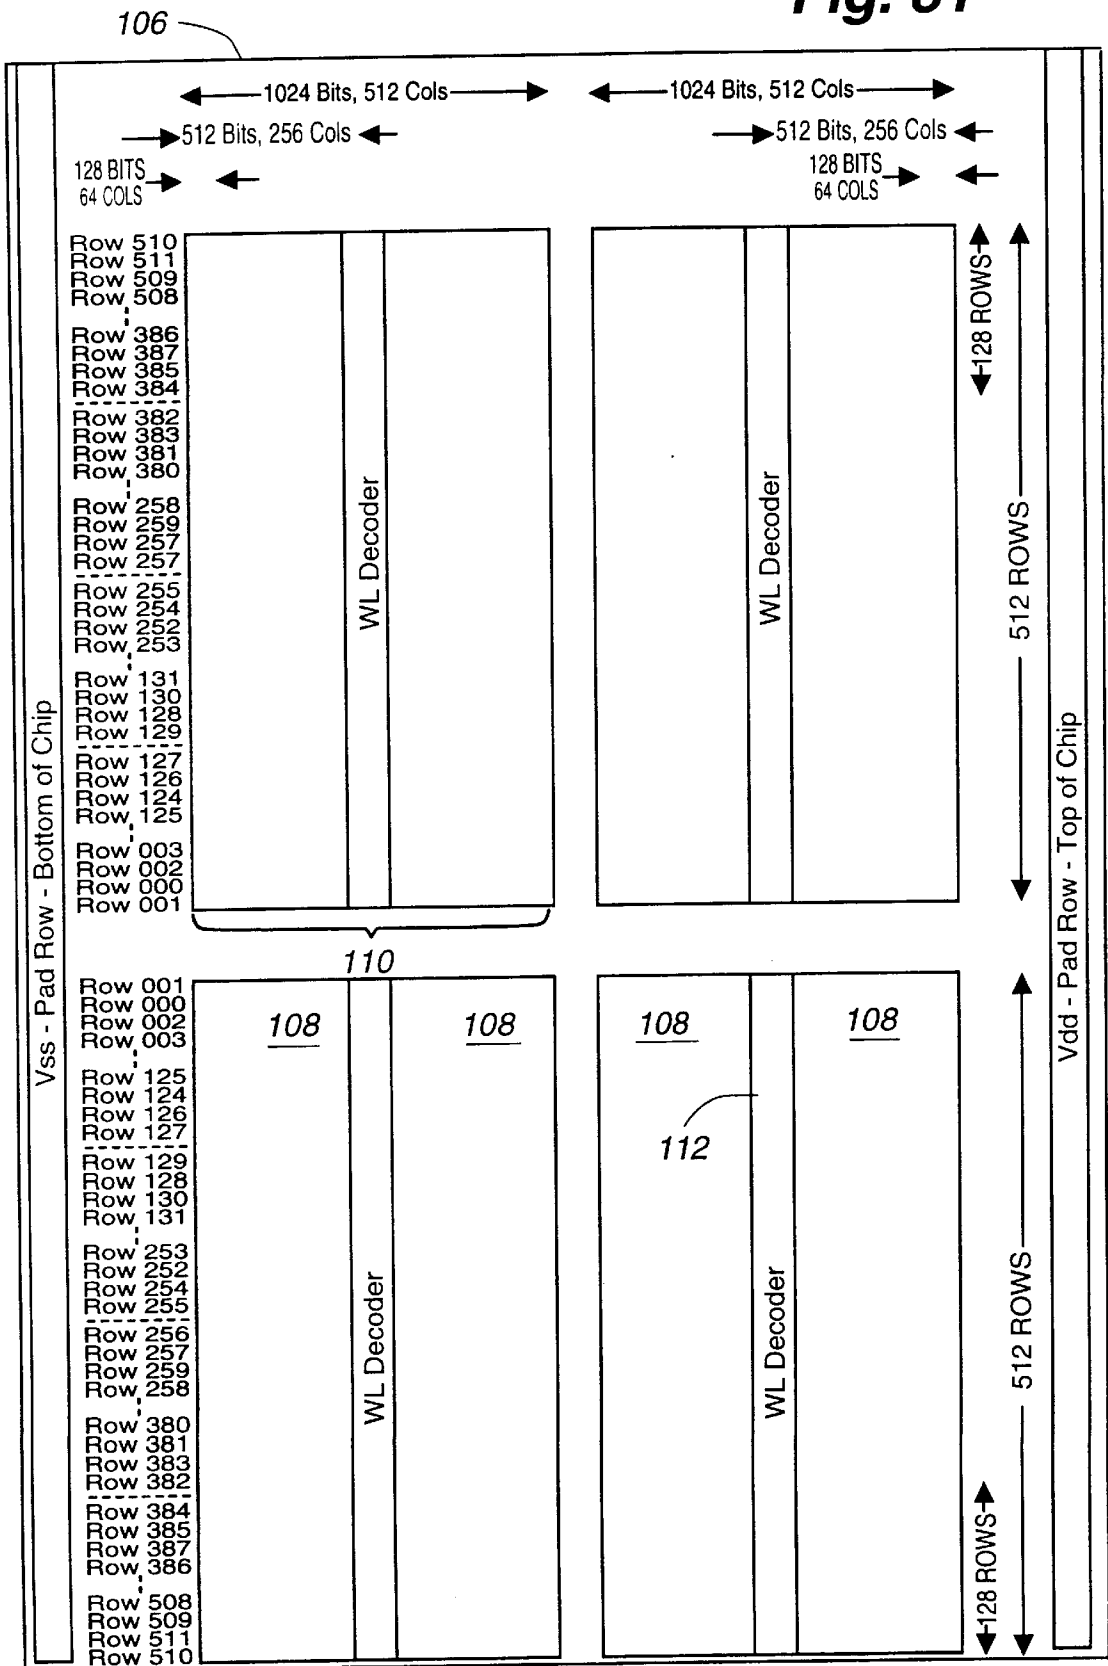 Fig.
106
1024 Bits, 512 Cols
1024 Bits, 512 Cols
512 Bits, 256 Cols
512 Bits, 256 Cols
128 BITS
64 COLS
128 BITS
64 COLS
Row 510
Row 511
Row 509
Row 508
Row 386
Row 387
Row 385
Row 384
Row 382
Row 383
Row 381
Row 380
Row 258
Row 259
Row 257
Row 257
Row 255
Row 254
Row 252
Row 253
Row 131
Row 130
Row 128
Row 129
Row 127
Row 126
Row 124
Row 125
Row 003
Row 002
Row 000
Row 001
WL Decoder
WL Decoder
128 ROWS
512 ROWS
Vss - Pad Row - Bottom of Chip
Vdd - Pad Row - Top of Chip
110
Row 001
Row 000
Row 002
Row 003
Row 125
Row 124
Row 126
Row 127
Row 129
Row 128
Row 130
Row 131
Row 253
Row 252
Row 254
Row 255
Row 256
Row 257
Row 259
Row 258
Row 380
Row 381
Row 383
Row 382
Row 384
Row 385
Row 387
Row 386
Row 508
Row 509
Row 511
Row 510
108
108
108
108
112
WL Decoder
WL Decoder
512 ROWS
128 ROWS